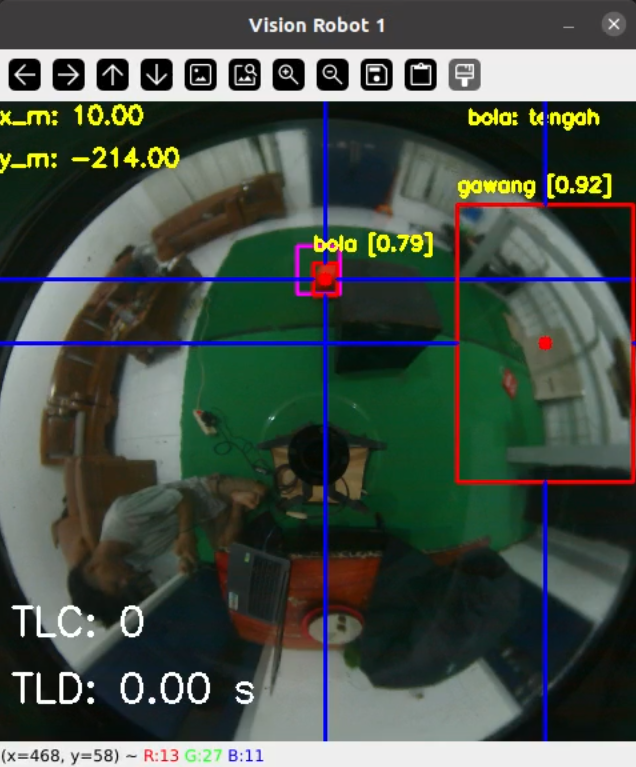 Vision Robot 1
x_m: 10.00
bola: tengah
y_m: -214.00
gawang [0.92]
bola [0.79]
TLC: 0
TLD: 0.00 s
(x=468, y=58) ~ R:13 G:27 B:11